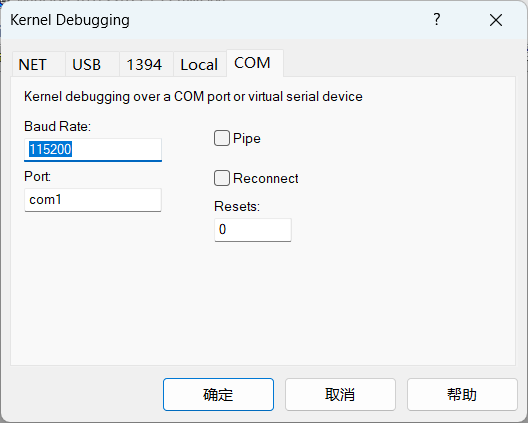 Kernel Debugging
?
NET USB 1394 Local COM
Kernel debugging over a COM port or virtual serial device
Baud Rate:
115200
Pipe
Port:
com1
Reconnect
Resets:
0
确定 取消 帮助